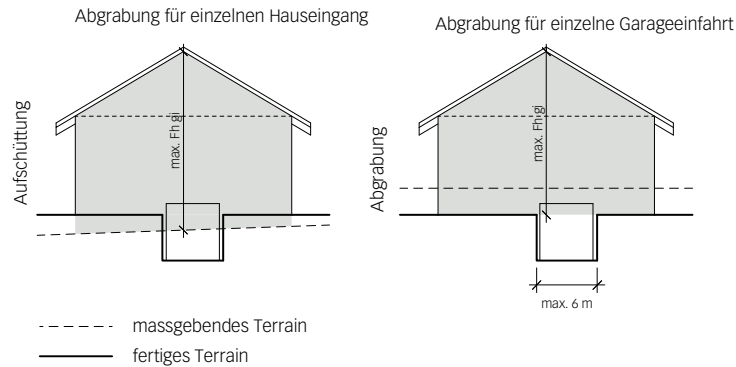 Abgrabung für einzelnen Hauseingang
Abgrabung für einzelne Garageeinfahrt
Aufschüttung
max. Fh gi
Abgrabung
max. Fh gi
max. 6 m
massgebendes Terrain
fertiges Terrain